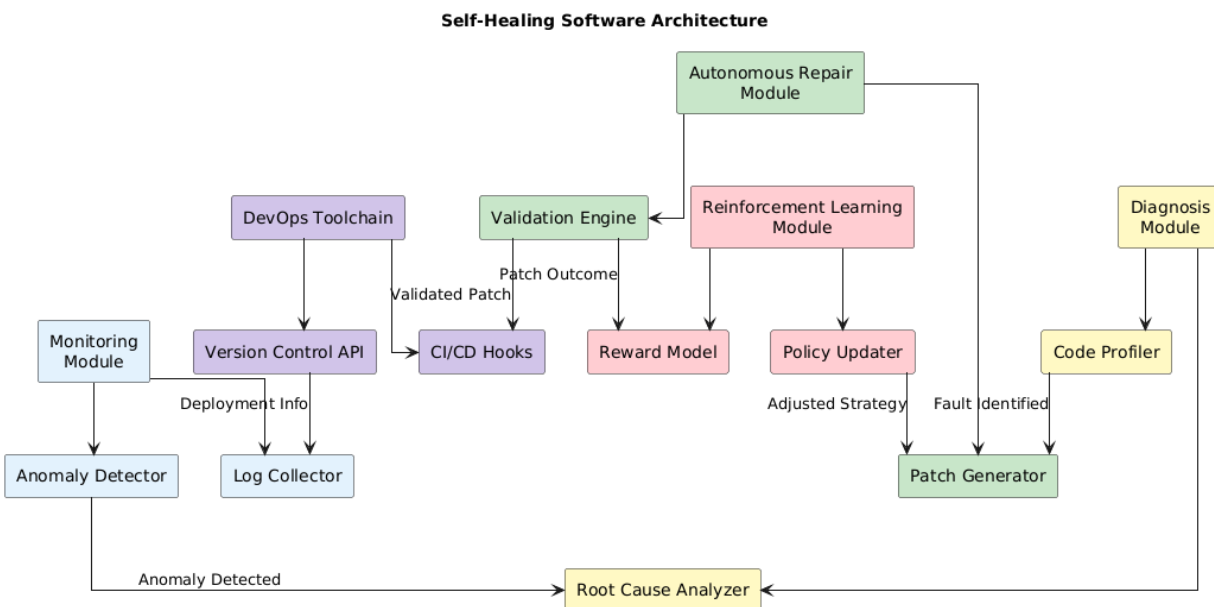 Self-Healing Software Architecture
Autonomous Repair
Module
DevOps Toolchain
Validation Engine
Reinforcement Learning
Module
Diagnosis
Module
Patch Outcome
Validated Patch
Monitoring
Module
Version Control API
CI/CD Hooks
Reward Model
Policy Updater
Code Profiler
Deployment Info
Adjusted Strategy
Fault Identified
Anomaly Detector
Log Collector
Patch Generator
Anomaly Detected
Root Cause Analyzer